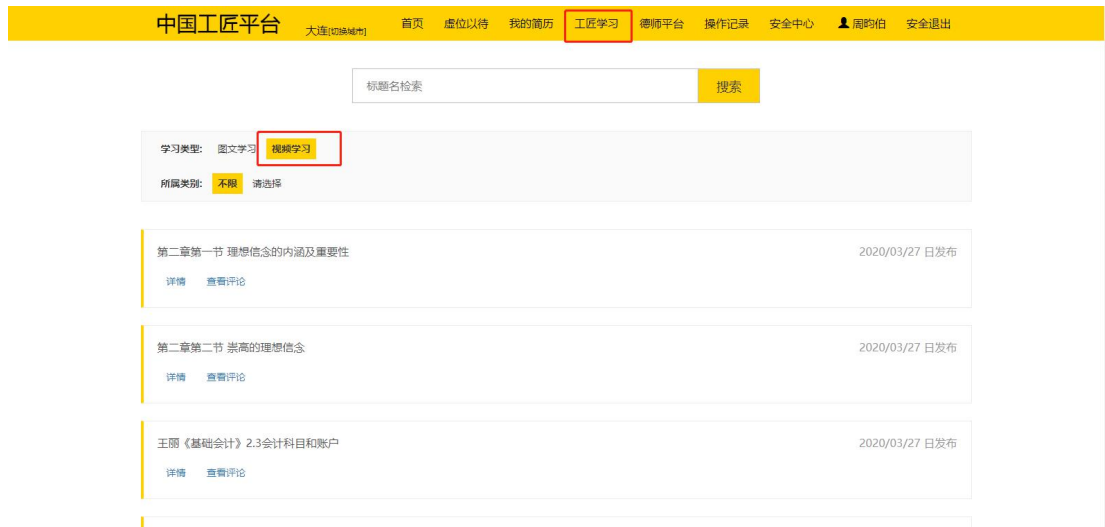 中国工匠平台 大连[切换城市] 首页 虚位以待 我的简历 工匠学习 德师平台 操作记录 安全中心 周昀伯 安全退出
标题名检索 搜索
学习类型: 图文学习 视频学习
所属类别: 不限 请选择
第二章第一节 理想信念的内涵及重要性 2020/03/27 日发布
详情 查看评论
第二章第二节 崇高的理想信念 2020/03/27 日发布
详情 查看评论
王丽《基础会计》2.3会计科目和账户 2020/03/27 日发布
详情 查看评论